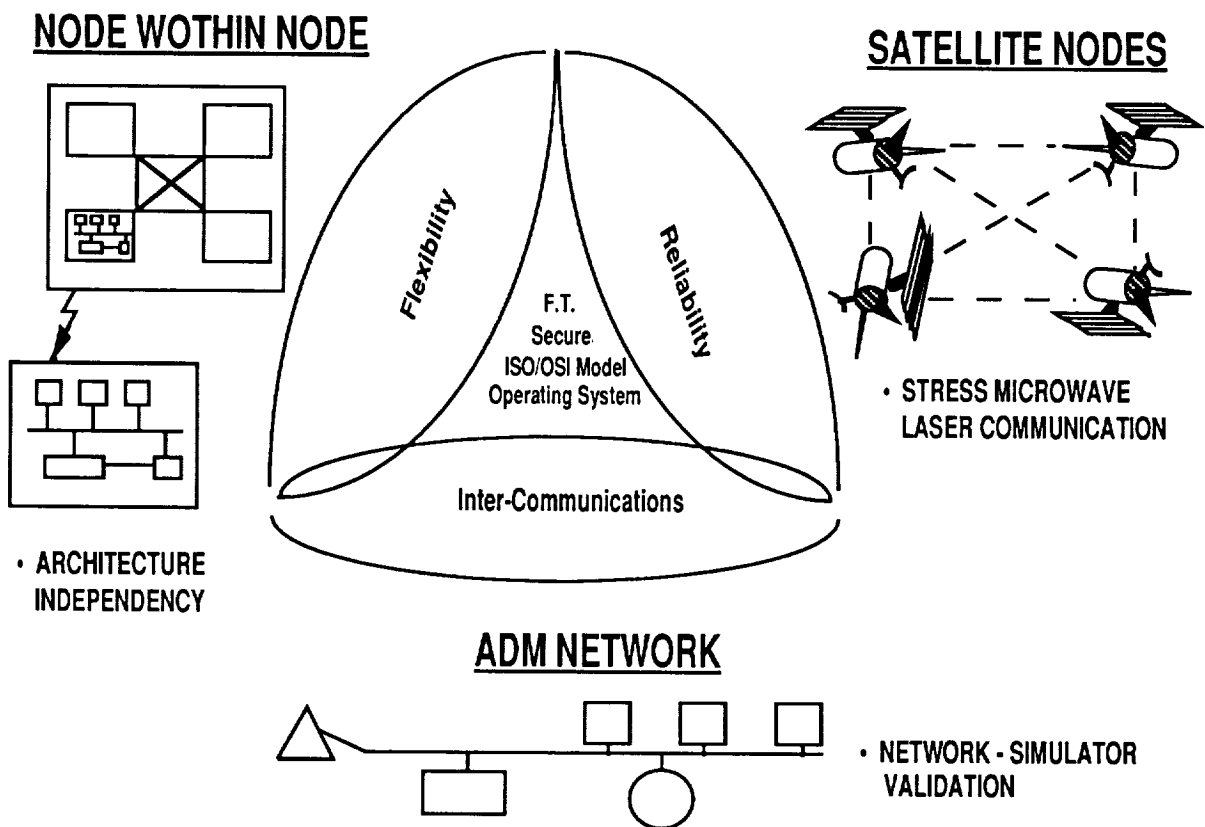 NODE WOTHIN NODE
SATELLITE NODES
Flexibility
Reliability
F.T.
Secure
ISO/OSI Model
Operating System
Inter-Communications
• STRESS MICROWAVE
LASER COMMUNICATION
• ARCHITECTURE
INDEPENDENCY
ADM NETWORK
• NETWORK - SIMULATOR
VALIDATION